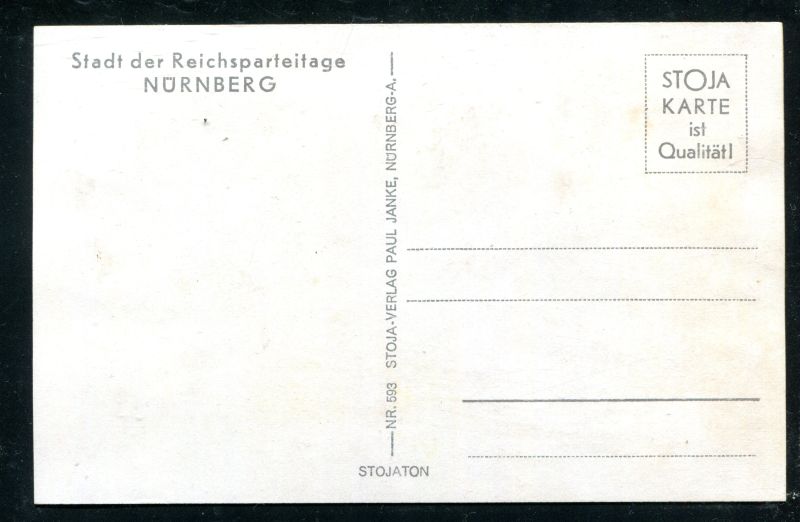 Stadt der Reichsparteitage
NÜRNBERG
NR. 593 STOJA-VERLAG PAUL JANKE, NÜRNBERG-A.
STOJA
KARTE
ist
Qualität!
STOJATON